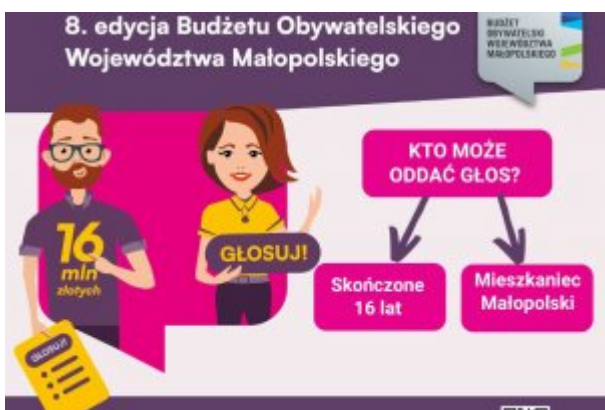 8. edycja Budżetu Obywatelskiego
Województwa Małopolskiego
BUDŻET
OBYWATELSKI
WOJEWÓDZTWA
MAŁOPOLSKIEGO
KTO MOŻE
ODDAĆ GŁOS?
16
mln
złotych
GŁOSUJ!
Skończone
16 lat
Mieszkaniec
Małopolski
GŁOSUJ!